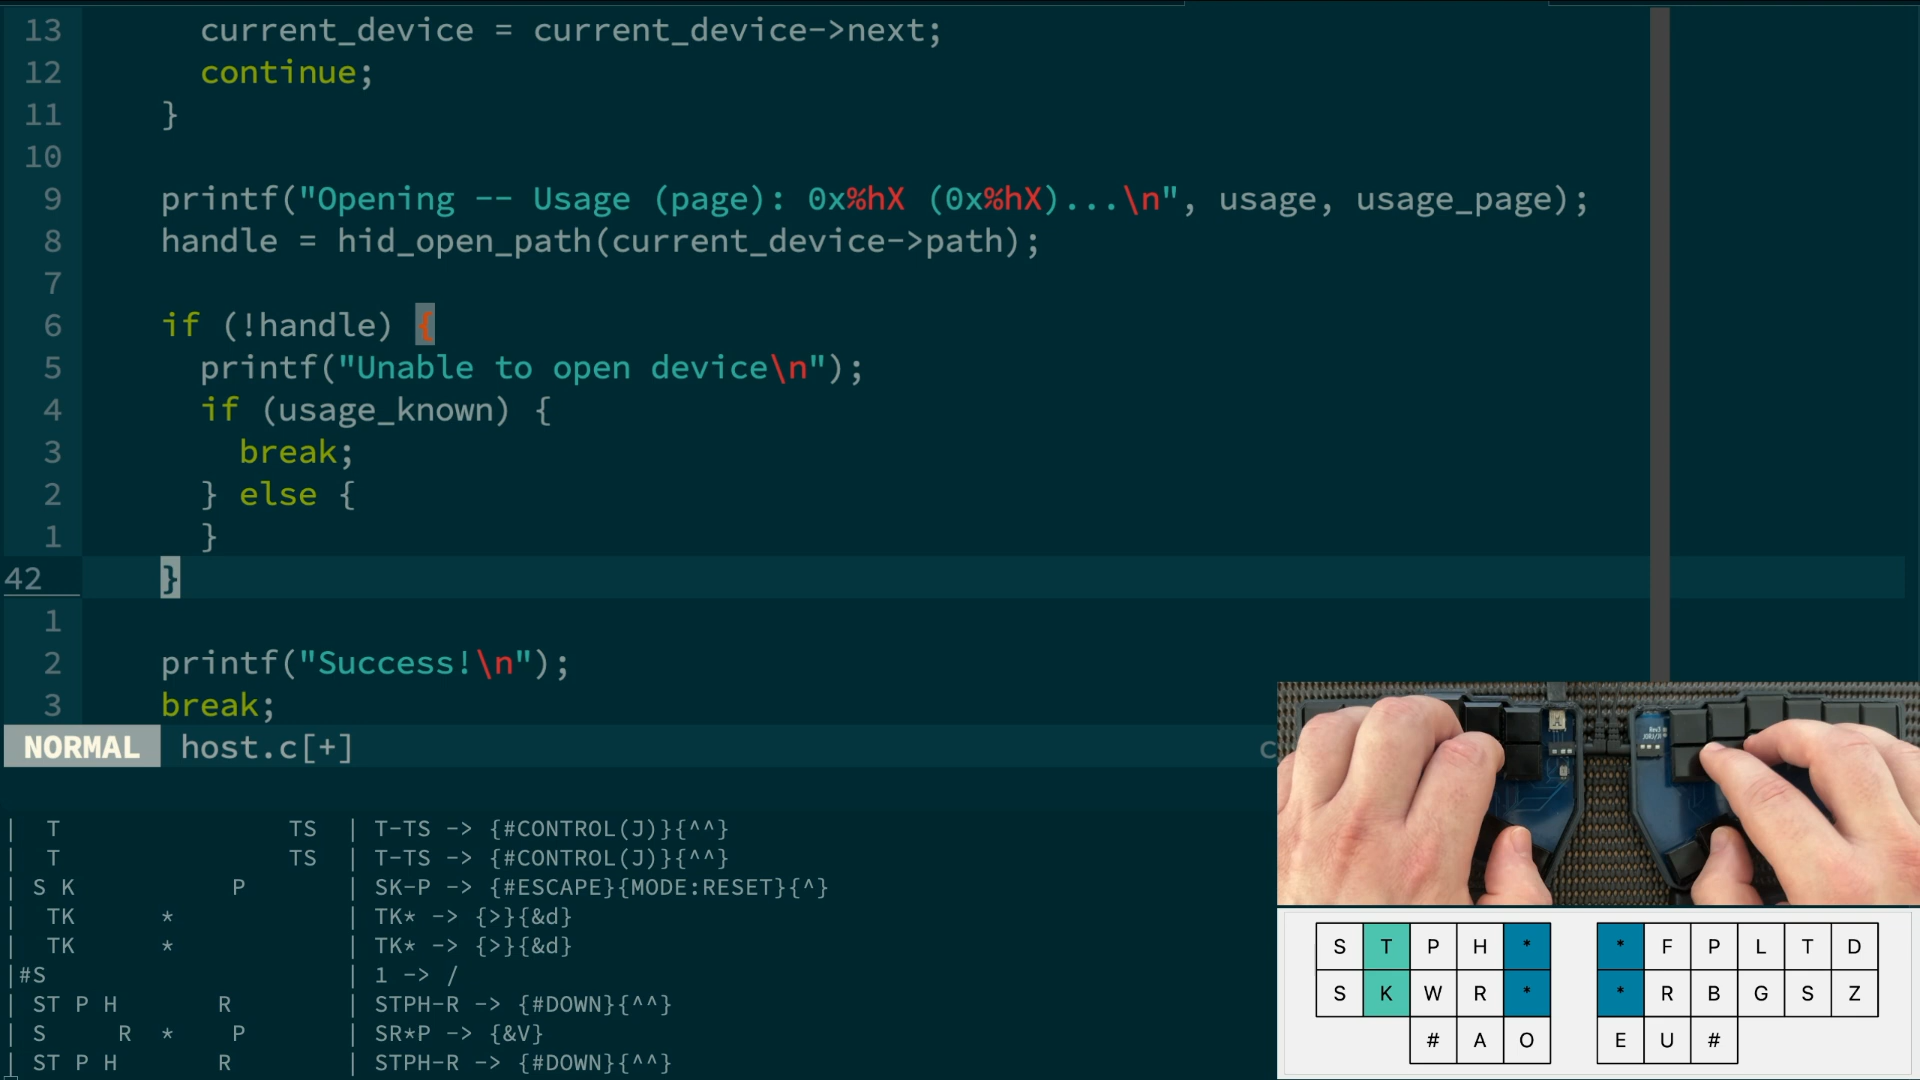 13 current_device = current_device->next;
12 continue;
11 }
10
9 printf("Opening -- Usage (page): 0x%hX (0x%hX)...\n", usage, usage_page);
8 handle = hid_open_path(current_device->path);
7
6 if (!handle) {
5 printf("Unable to open device\n");
4 if (usage_known) {
3 break;
2 } else {
1 }
42 }
1
2 printf("Success!\n");
3 break;
NORMAL host.c[+] c
| T TS | T-TS -> {#CONTROL(J)}{^^}
| T TS | T-TS -> {#CONTROL(J)}{^^}
| S K P | SK-P -> {#ESCAPE}{MODE:RESET}{^}
| TK * | TK* -> {>}{&d}
| TK * | TK* -> {>}{&d}
|#S | 1 -> /
| ST P H R | STPH-R -> {#DOWN}{^^}
| S R * P | SR*P -> {&V}
| ST P H R | STPH-R -> {#DOWN}{^^}
S T P H * * F P L T D
S K W R * * R B G S Z
# A O E U #